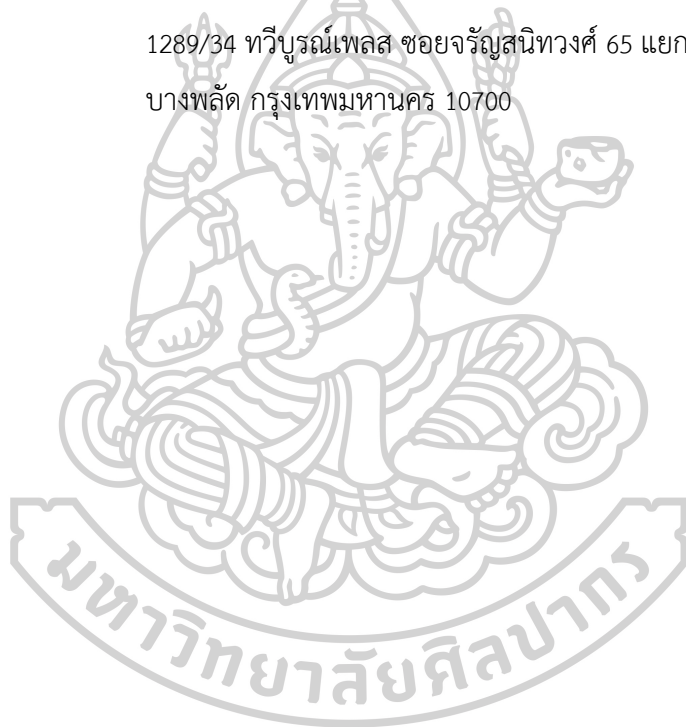 1289/34 ทวีบูรณ์เพลส ซอยจรัญสนิทวงศ์ 65 แยก
บางพลัด กรุงเทพมหานคร 10700
มหาวิทยาลัยศิลปากร